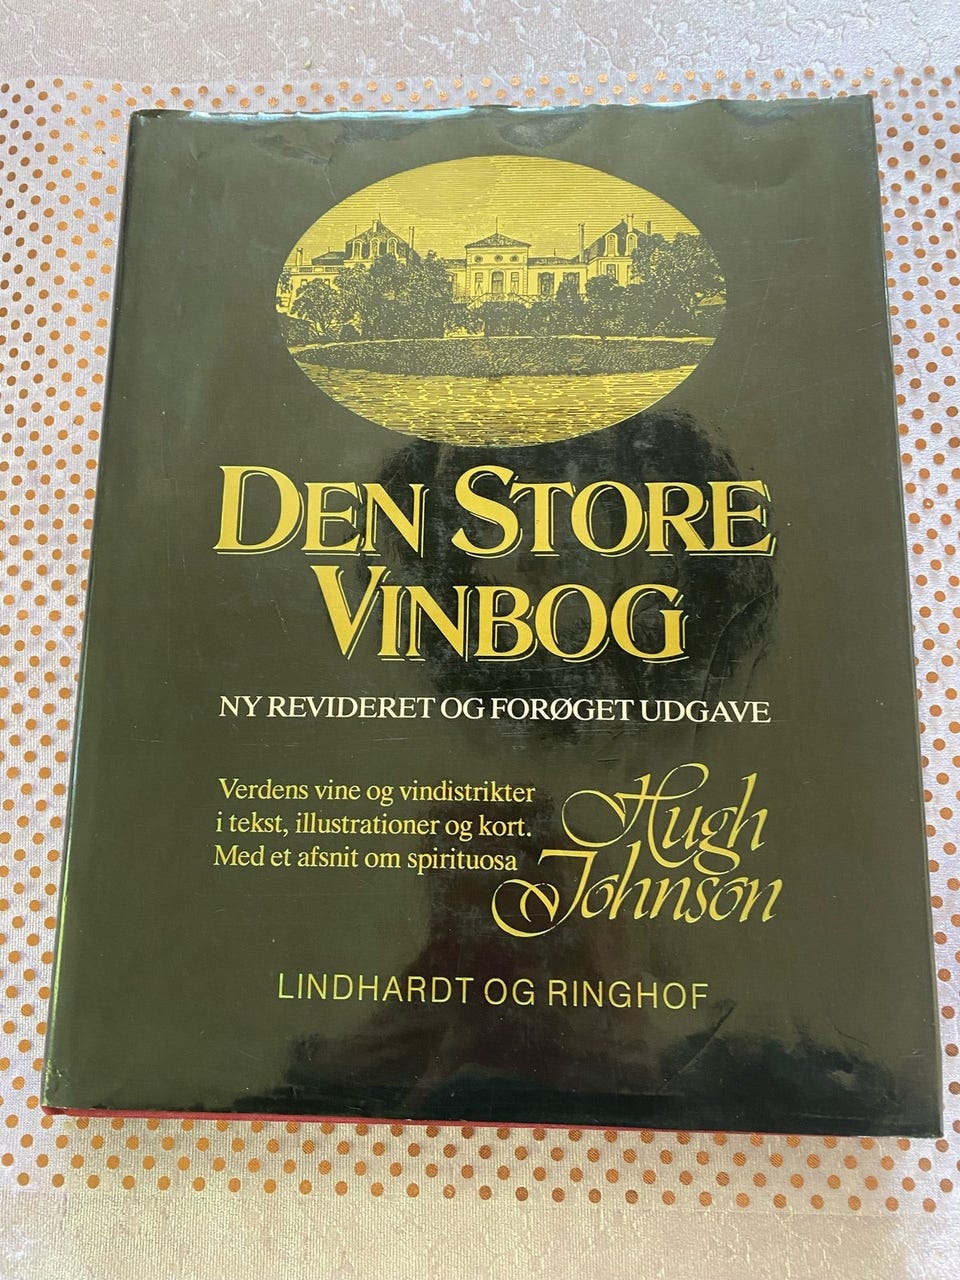 DEN STORE
VINBOG
NY REVIDERET OG FORØGET UDGAVE
Verdens vine og vindistrikter
i tekst, illustrationer og kort.
Med et afsnit om spirituosa
Hugh
Johnson
LINDHARDT OG RINGHOF